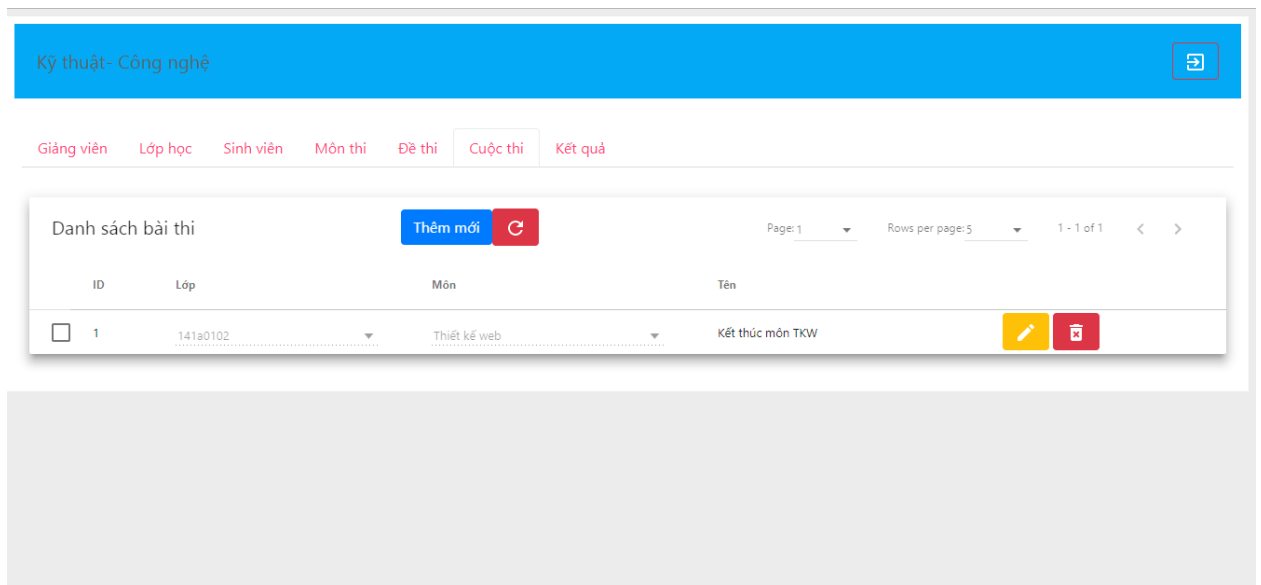 Kỹ thuật- Công nghệ
Giảng viên Lớp học Sinh viên Môn thi Đề thi Cuộc thi Kết quả
Danh sách bài thi Thêm mới Page: 1 Rows per page: 5 1 - 1 of 1
ID Lớp Môn Tên
1 141a0102 Thiết kế web Kết thúc môn TKW